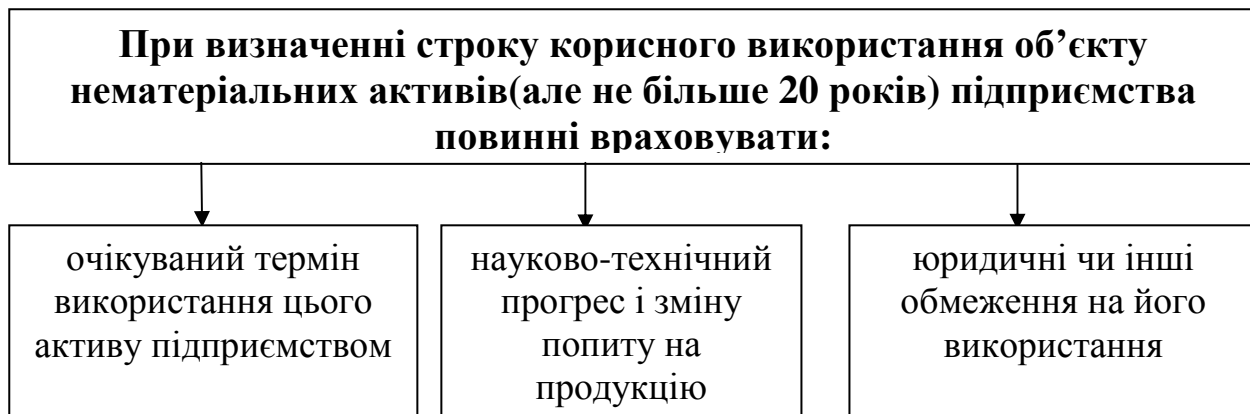 При визначенні строку корисного використання об’єкту
нематеріальних активів(але не більше 20 років) підприємства
повинні враховувати:
очікуваний термін
використання цього
активу підприємством
науково-технічний
прогрес і зміну
попиту на
продукцію
юридичні чи інші
обмеження на його
використання